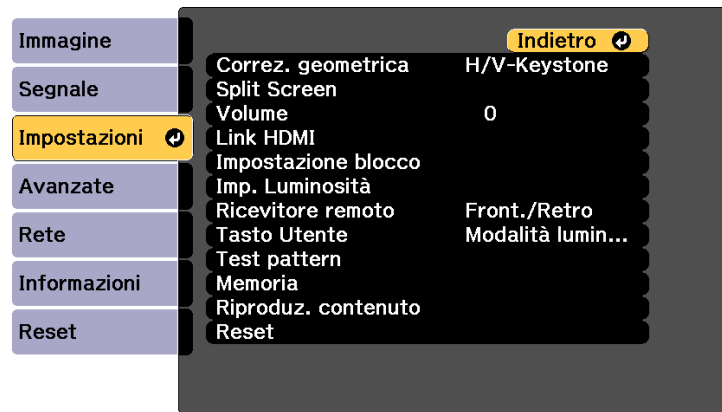 Immagine
Segnale
Impostazioni
Avanzate
Rete
Informazioni
Reset
Indietro
Correz. geometrica H/V-Keystone
Split Screen
Volume 0
Link HDMI
Impostazione blocco
Imp. Luminosità
Ricevitore remoto Front./Retro
Tasto Utente Modalità lumin...
Test pattern
Memoria
Riproduz. contenuto
Reset